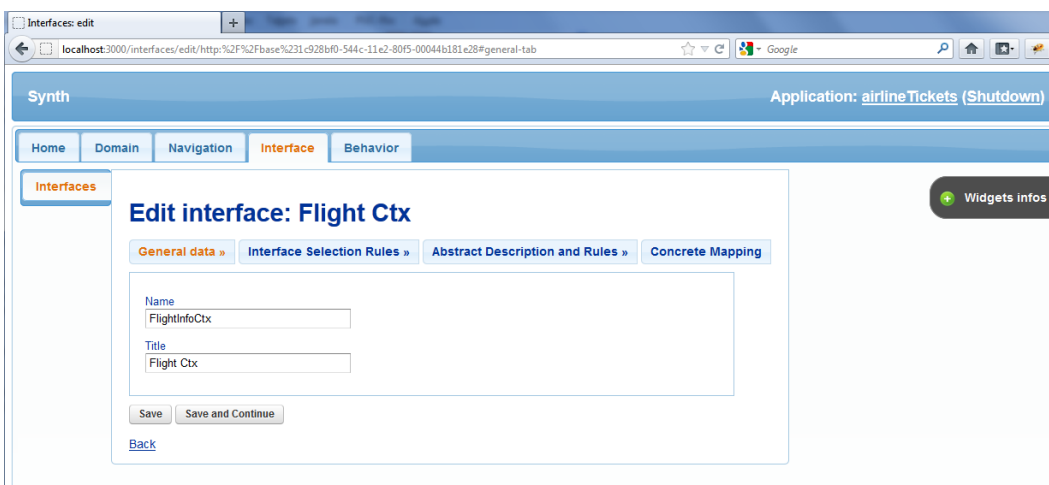 Interfaces: edit
+
localhost:3000/interfaces/edit/http:%2F%2Fbase%231c928bf0-544c-11e2-80f5-00044b181e28#general-tab
Google
Synth
Application: airlineTickets (Shutdown)
Home Domain Navigation Interface Behavior
Interfaces
Widgets infos
Edit interface: Flight Ctx
General data » Interface Selection Rules » Abstract Description and Rules » Concrete Mapping
Name
FlightInfoCtx
Title
Flight Ctx
Save Save and Continue
Back